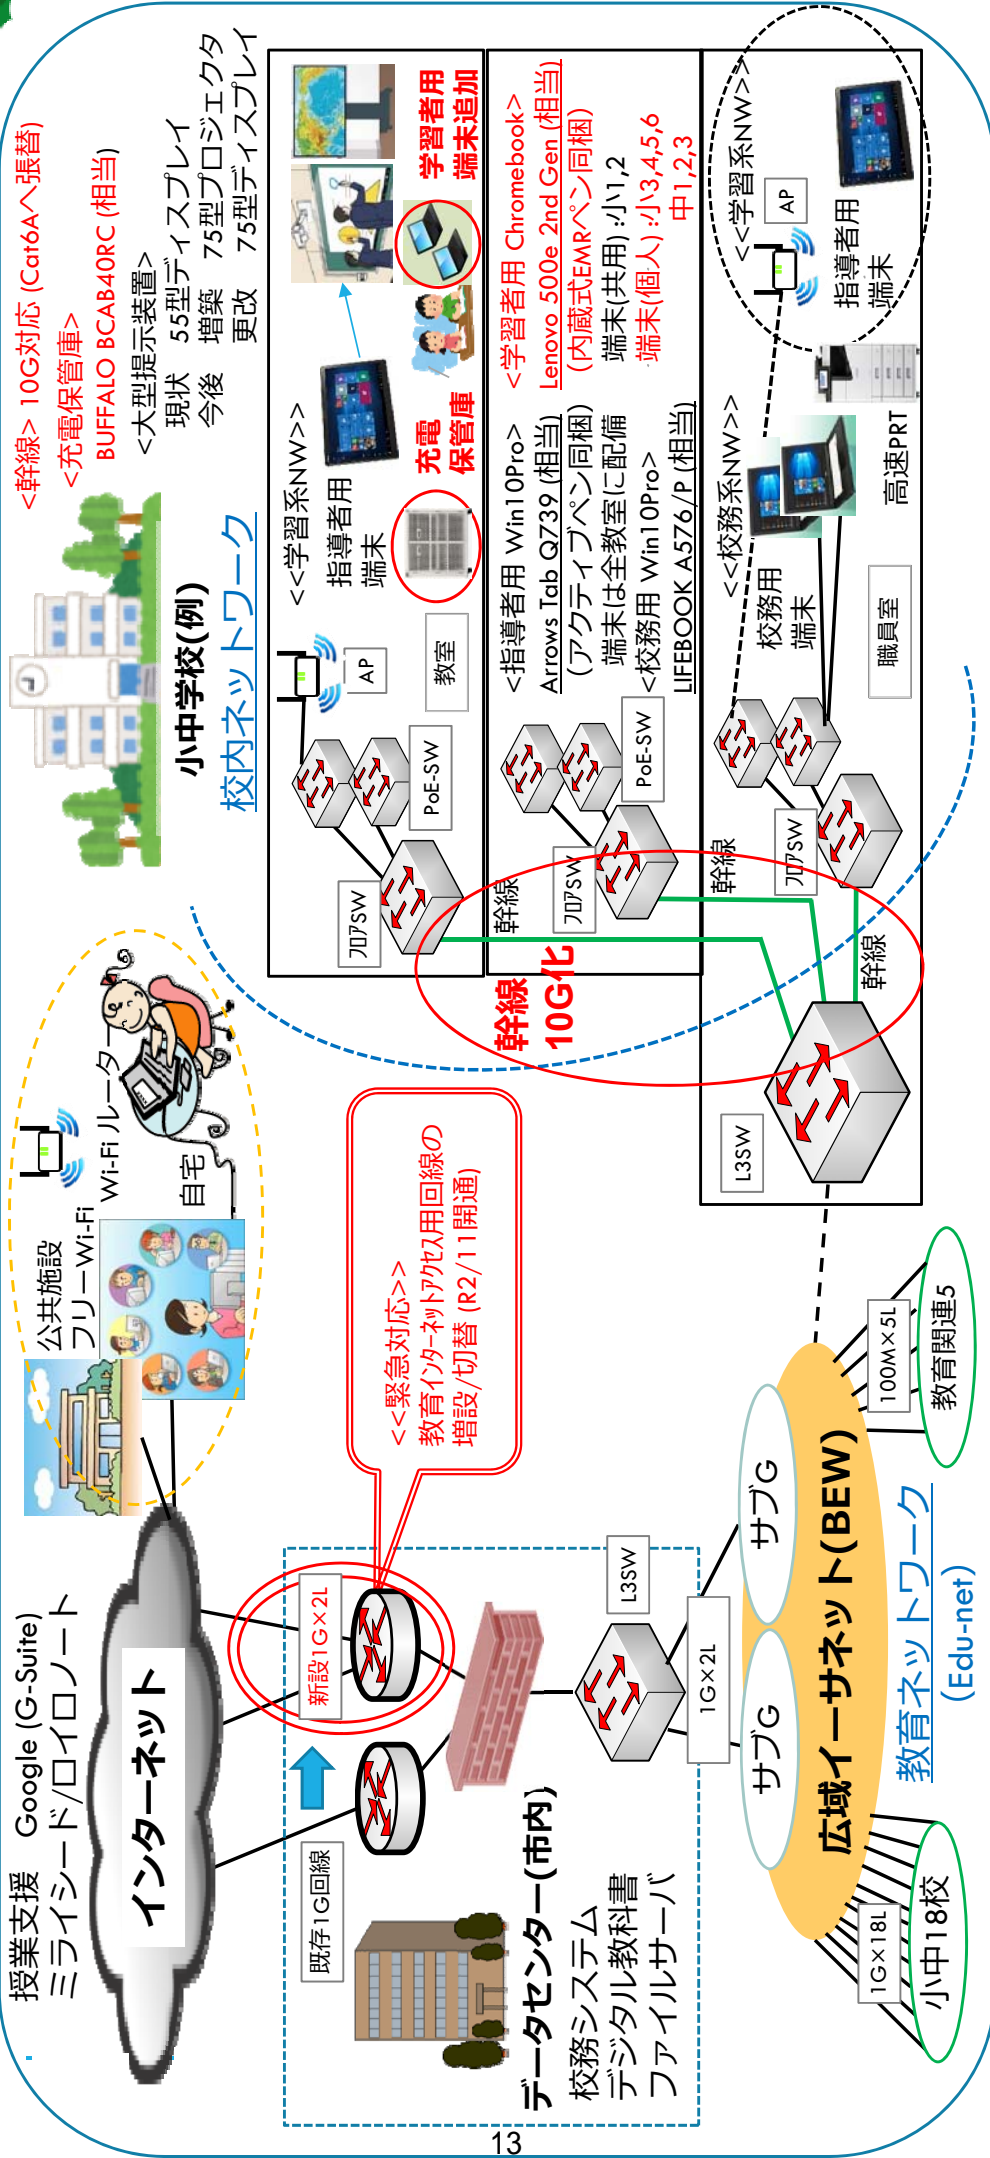 授業支援 Google (G-Suite)
ミライシード/ロイロノート
インターネット
公共施設
フリーWi-Fi
Wi-Fi ルーター
自宅
小中学校(例)
校内ネットワーク
<幹線> 10G対応 (Cat6Aへ張替)
<充電保管庫>
BUFFALO BCAB40RC (相当)
<大型提示装置>
現状 55型ディスプレイ
今後 増築 75型プロジェクタ
更改 75型ディスプレイ
既存1G回線
新設1G×2L
<<緊急対応>>
教育インターネットアクセス用回線の
増設/切替 (R2/11開通)
データセンター(市内)
校務システム
デジタル教科書
ファイルサーバ
L3SW
1G×2L
サブG
サブG
広域イーサネット(BEW)
1G×18L
小中18校
100M×5L
教育関連5
教育ネットワーク
(Edu-net)
<<学習系NW>>
指導者用
端末
AP
教室
フロアSW
PoE-SW
充電
保管庫
学習者用
端末追加
幹線
幹線
10G化
フロアSW
PoE-SW
<指導者用 Win10Pro>
Arrows Tab Q739 (相当)
(アクティブペン同梱)
端末は全教室に配備
<校務用 Win10Pro>
LIFEBOOK A576/P (相当)
<学習者用 Chromebook>
Lenovo 500e 2nd Gen (相当)
(内蔵式EMRペン同梱)
端末(共用) :小1,2
端末(個人) :小3,4,5,6
中1,2,3
幹線
フロアSW
幹線
L3SW
<<校務系NW>>
校務用
端末
職員室
高速PRT
<<学習系NW>>
AP
指導者用
端末
13